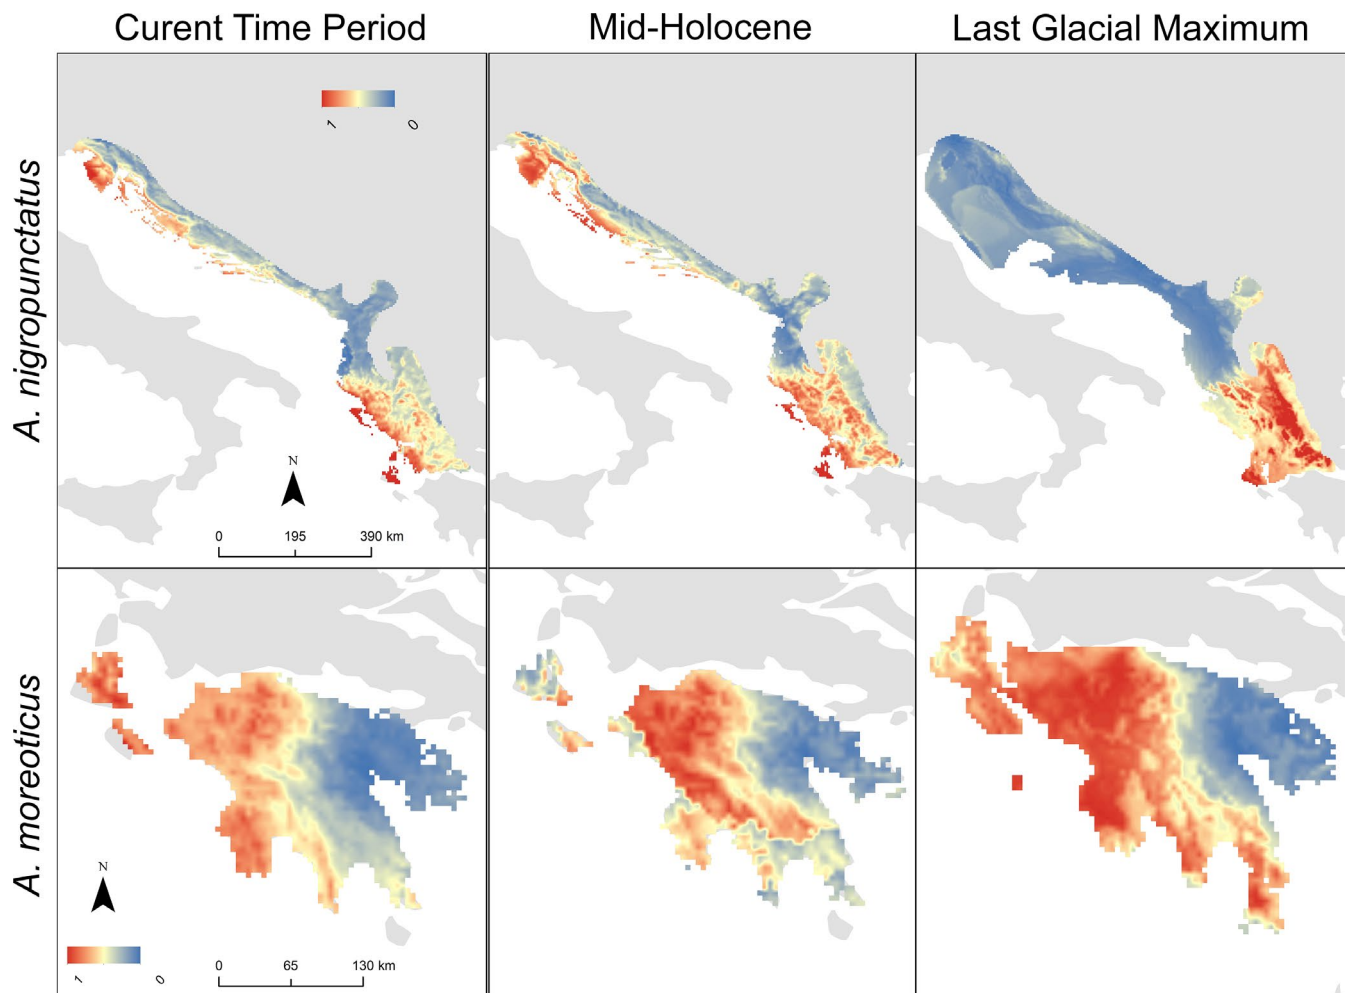 Curent Time Period
Mid-Holocene
Last Glacial Maximum
A. nigropunctatus
1 0
N
0 195 390 km
A. moreoticus
N
1 0
0 65 130 km